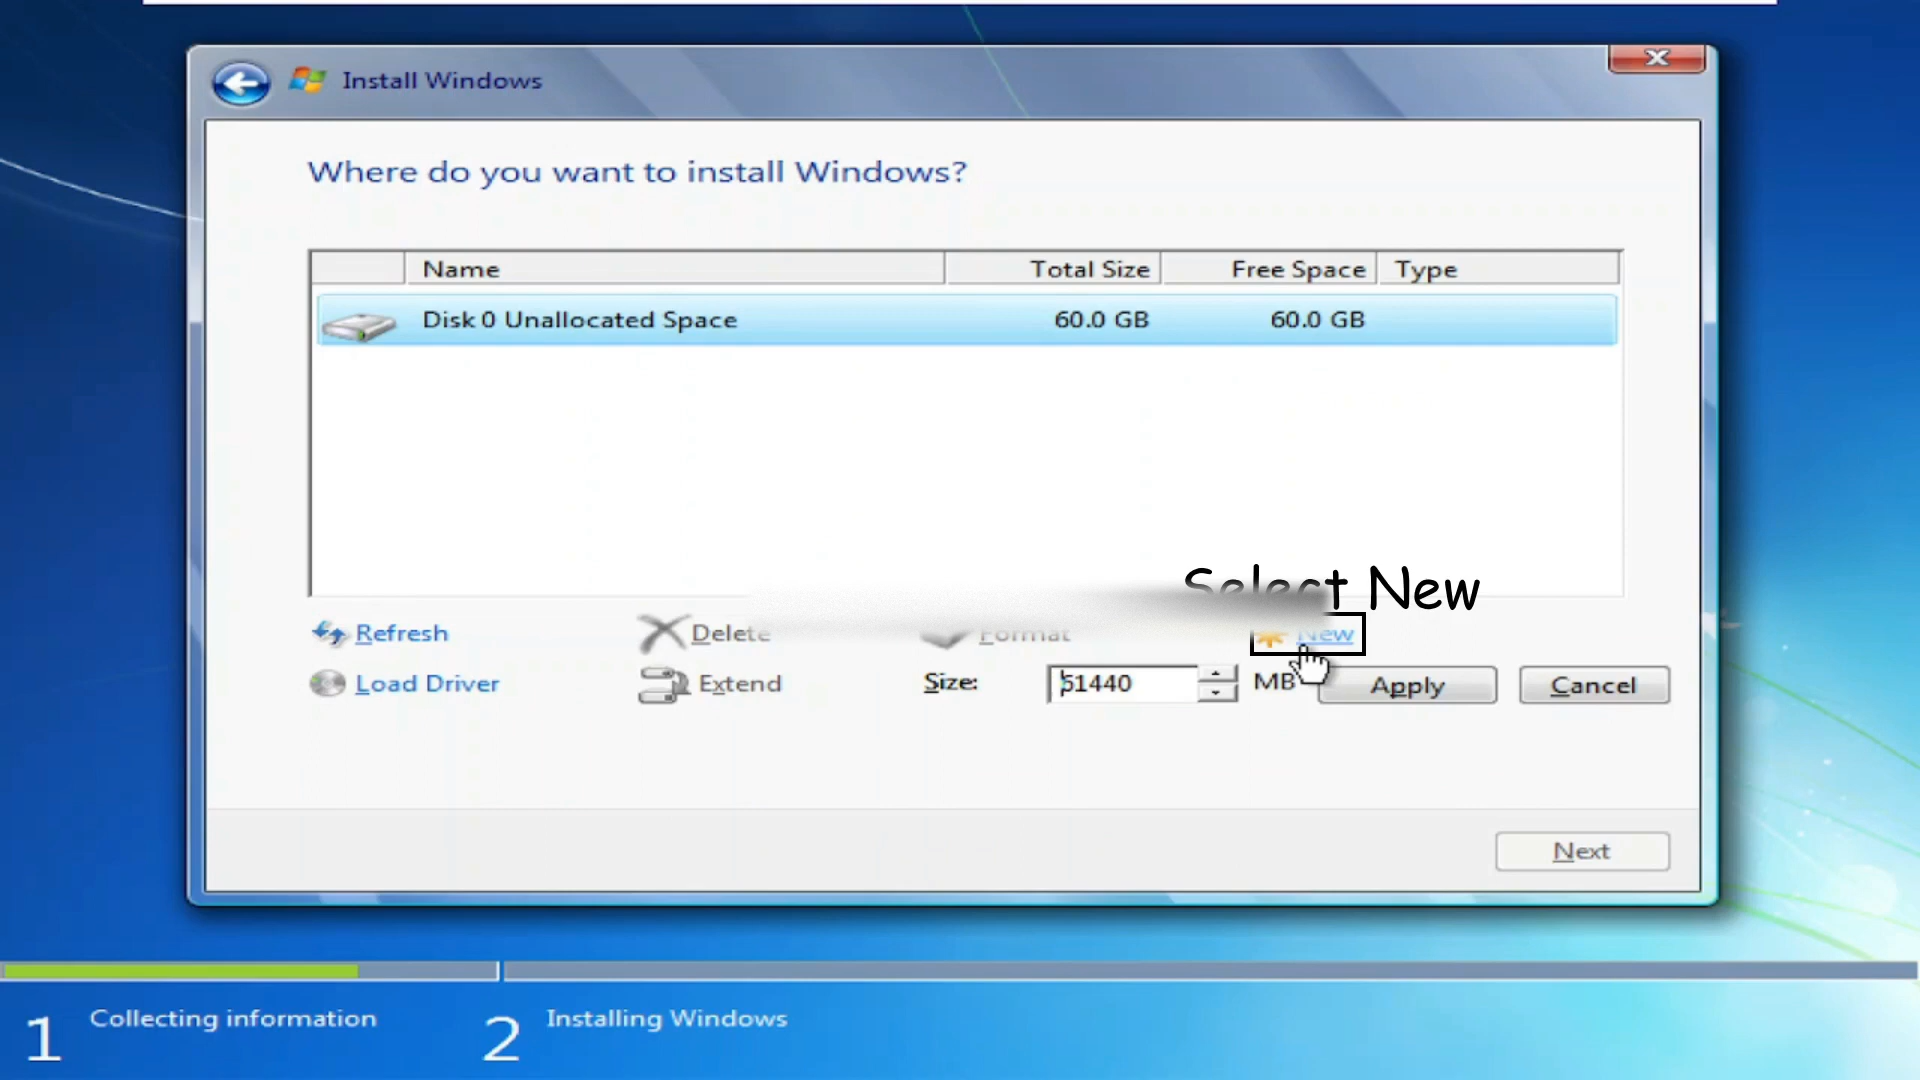 Install Windows
Where do you want to install Windows?
Name Total Size Free Space Type
Disk 0 Unallocated Space 60.0 GB 60.0 GB
Select New
Refresh Delete Format New
Load Driver Extend Size: 61440 MB Apply Cancel
Next
1 Collecting information 2 Installing Windows